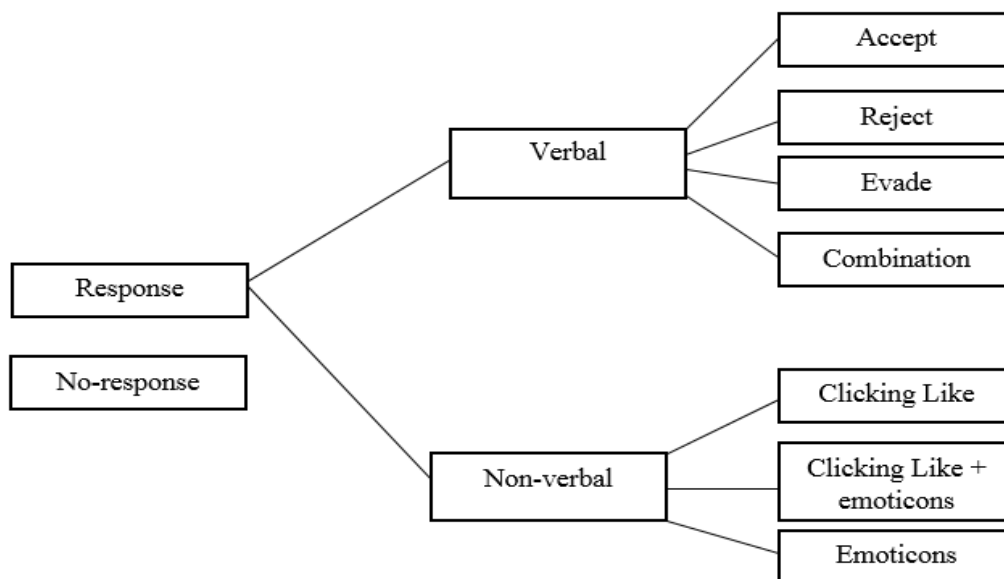 Accept
Reject
Verbal
Evade
Combination
Response
No-response
Clicking Like
Clicking Like +
emoticons
Non-verbal
Emoticons